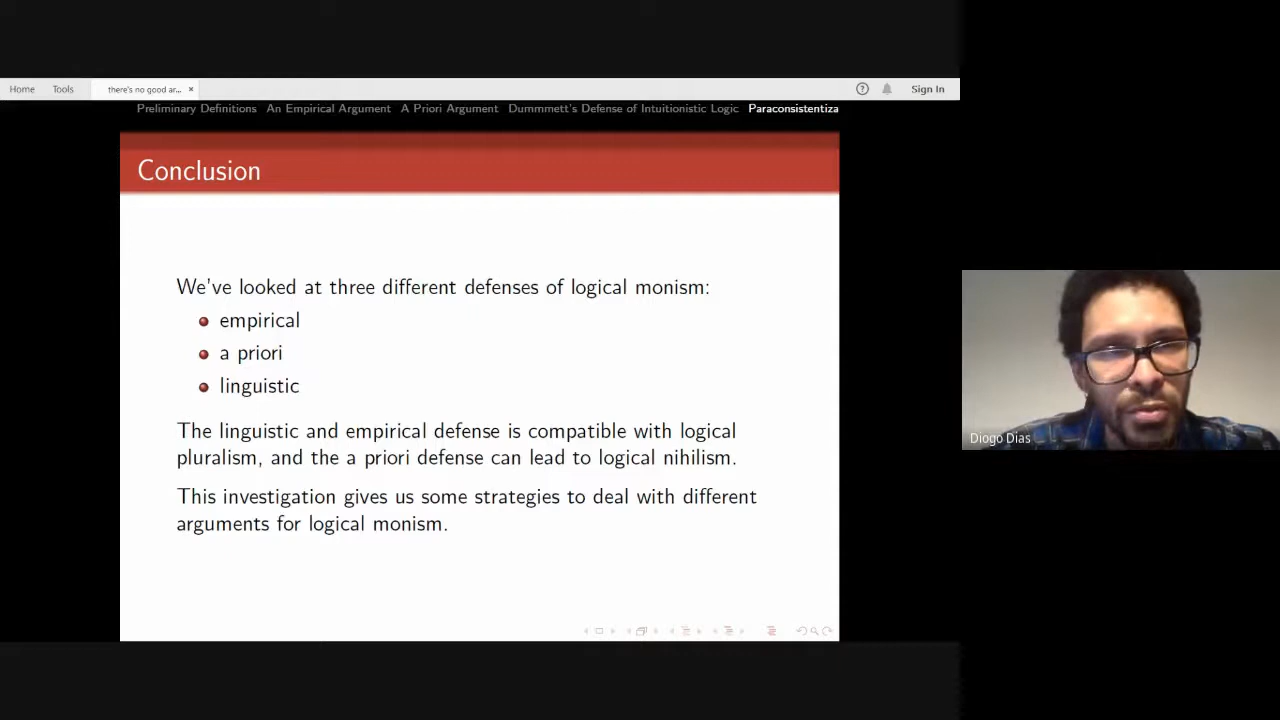 Home Tools there's no good ar... × ? Sign In
Preliminary Definitions An Empirical Argument A Priori Argument Dummmett's Defense of Intuitionistic Logic Paraconsistentiza
Conclusion
We've looked at three different defenses of logical monism:
empirical
a priori
linguistic
The linguistic and empirical defense is compatible with logical
pluralism, and the a priori defense can lead to logical nihilism.
This investigation gives us some strategies to deal with different
arguments for logical monism.
Diogo Dias